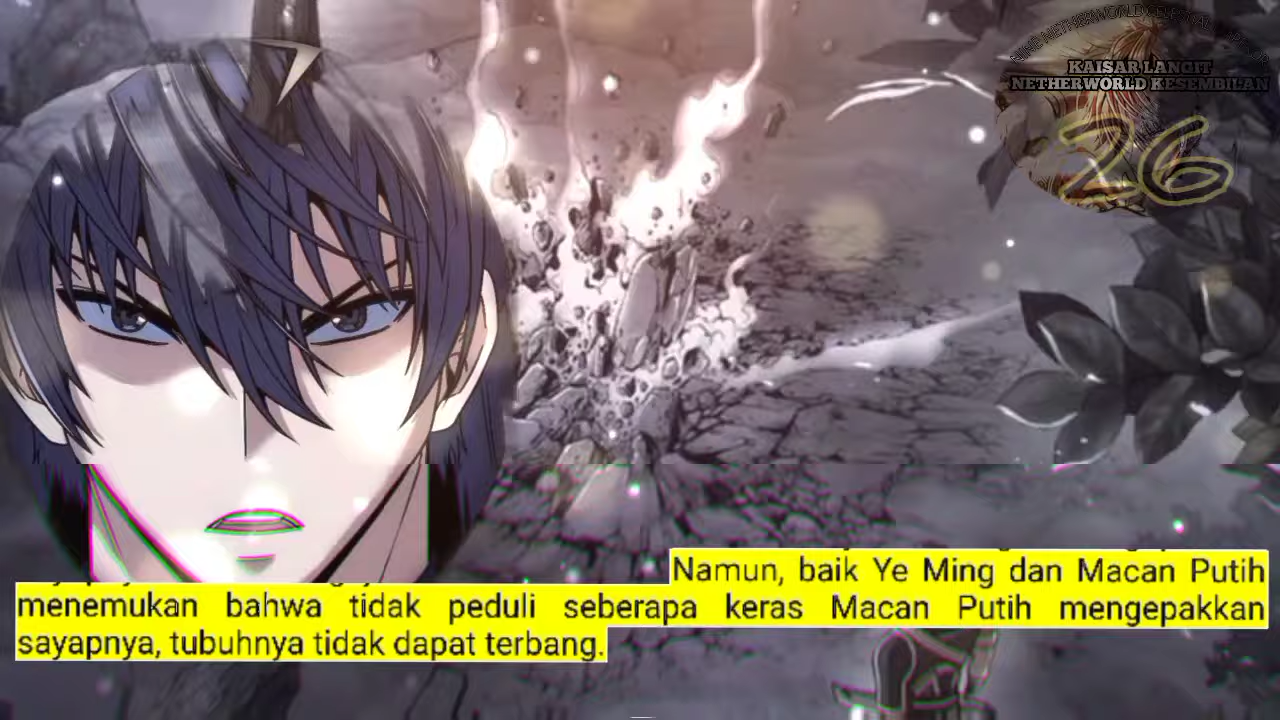 KAISAR LANGIT
NETHERWORLD KESEMBILAN
26
Namun, baik Ye Ming dan Macan Putih
menemukan bahwa tidak peduli seberapa keras Macan Putih mengepakkan
sayapnya, tubuhnya tidak dapat terbang.